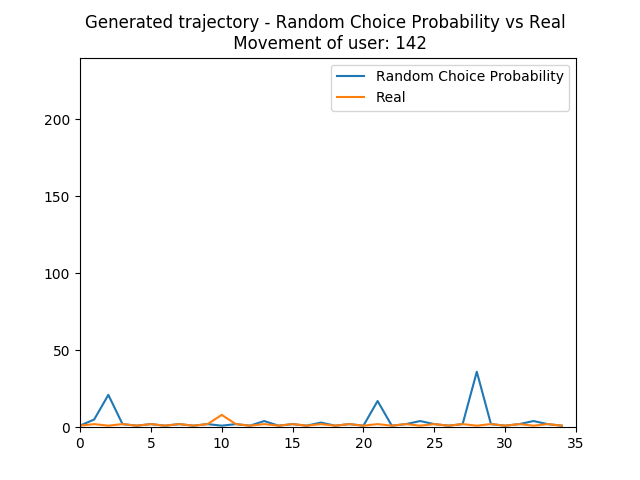 Generated trajectory - Random Choice Probability vs Real
Movement of user: 142
Random Choice Probability
Real
200
150
100
50
0
0 5 10 15 20 25 30 35